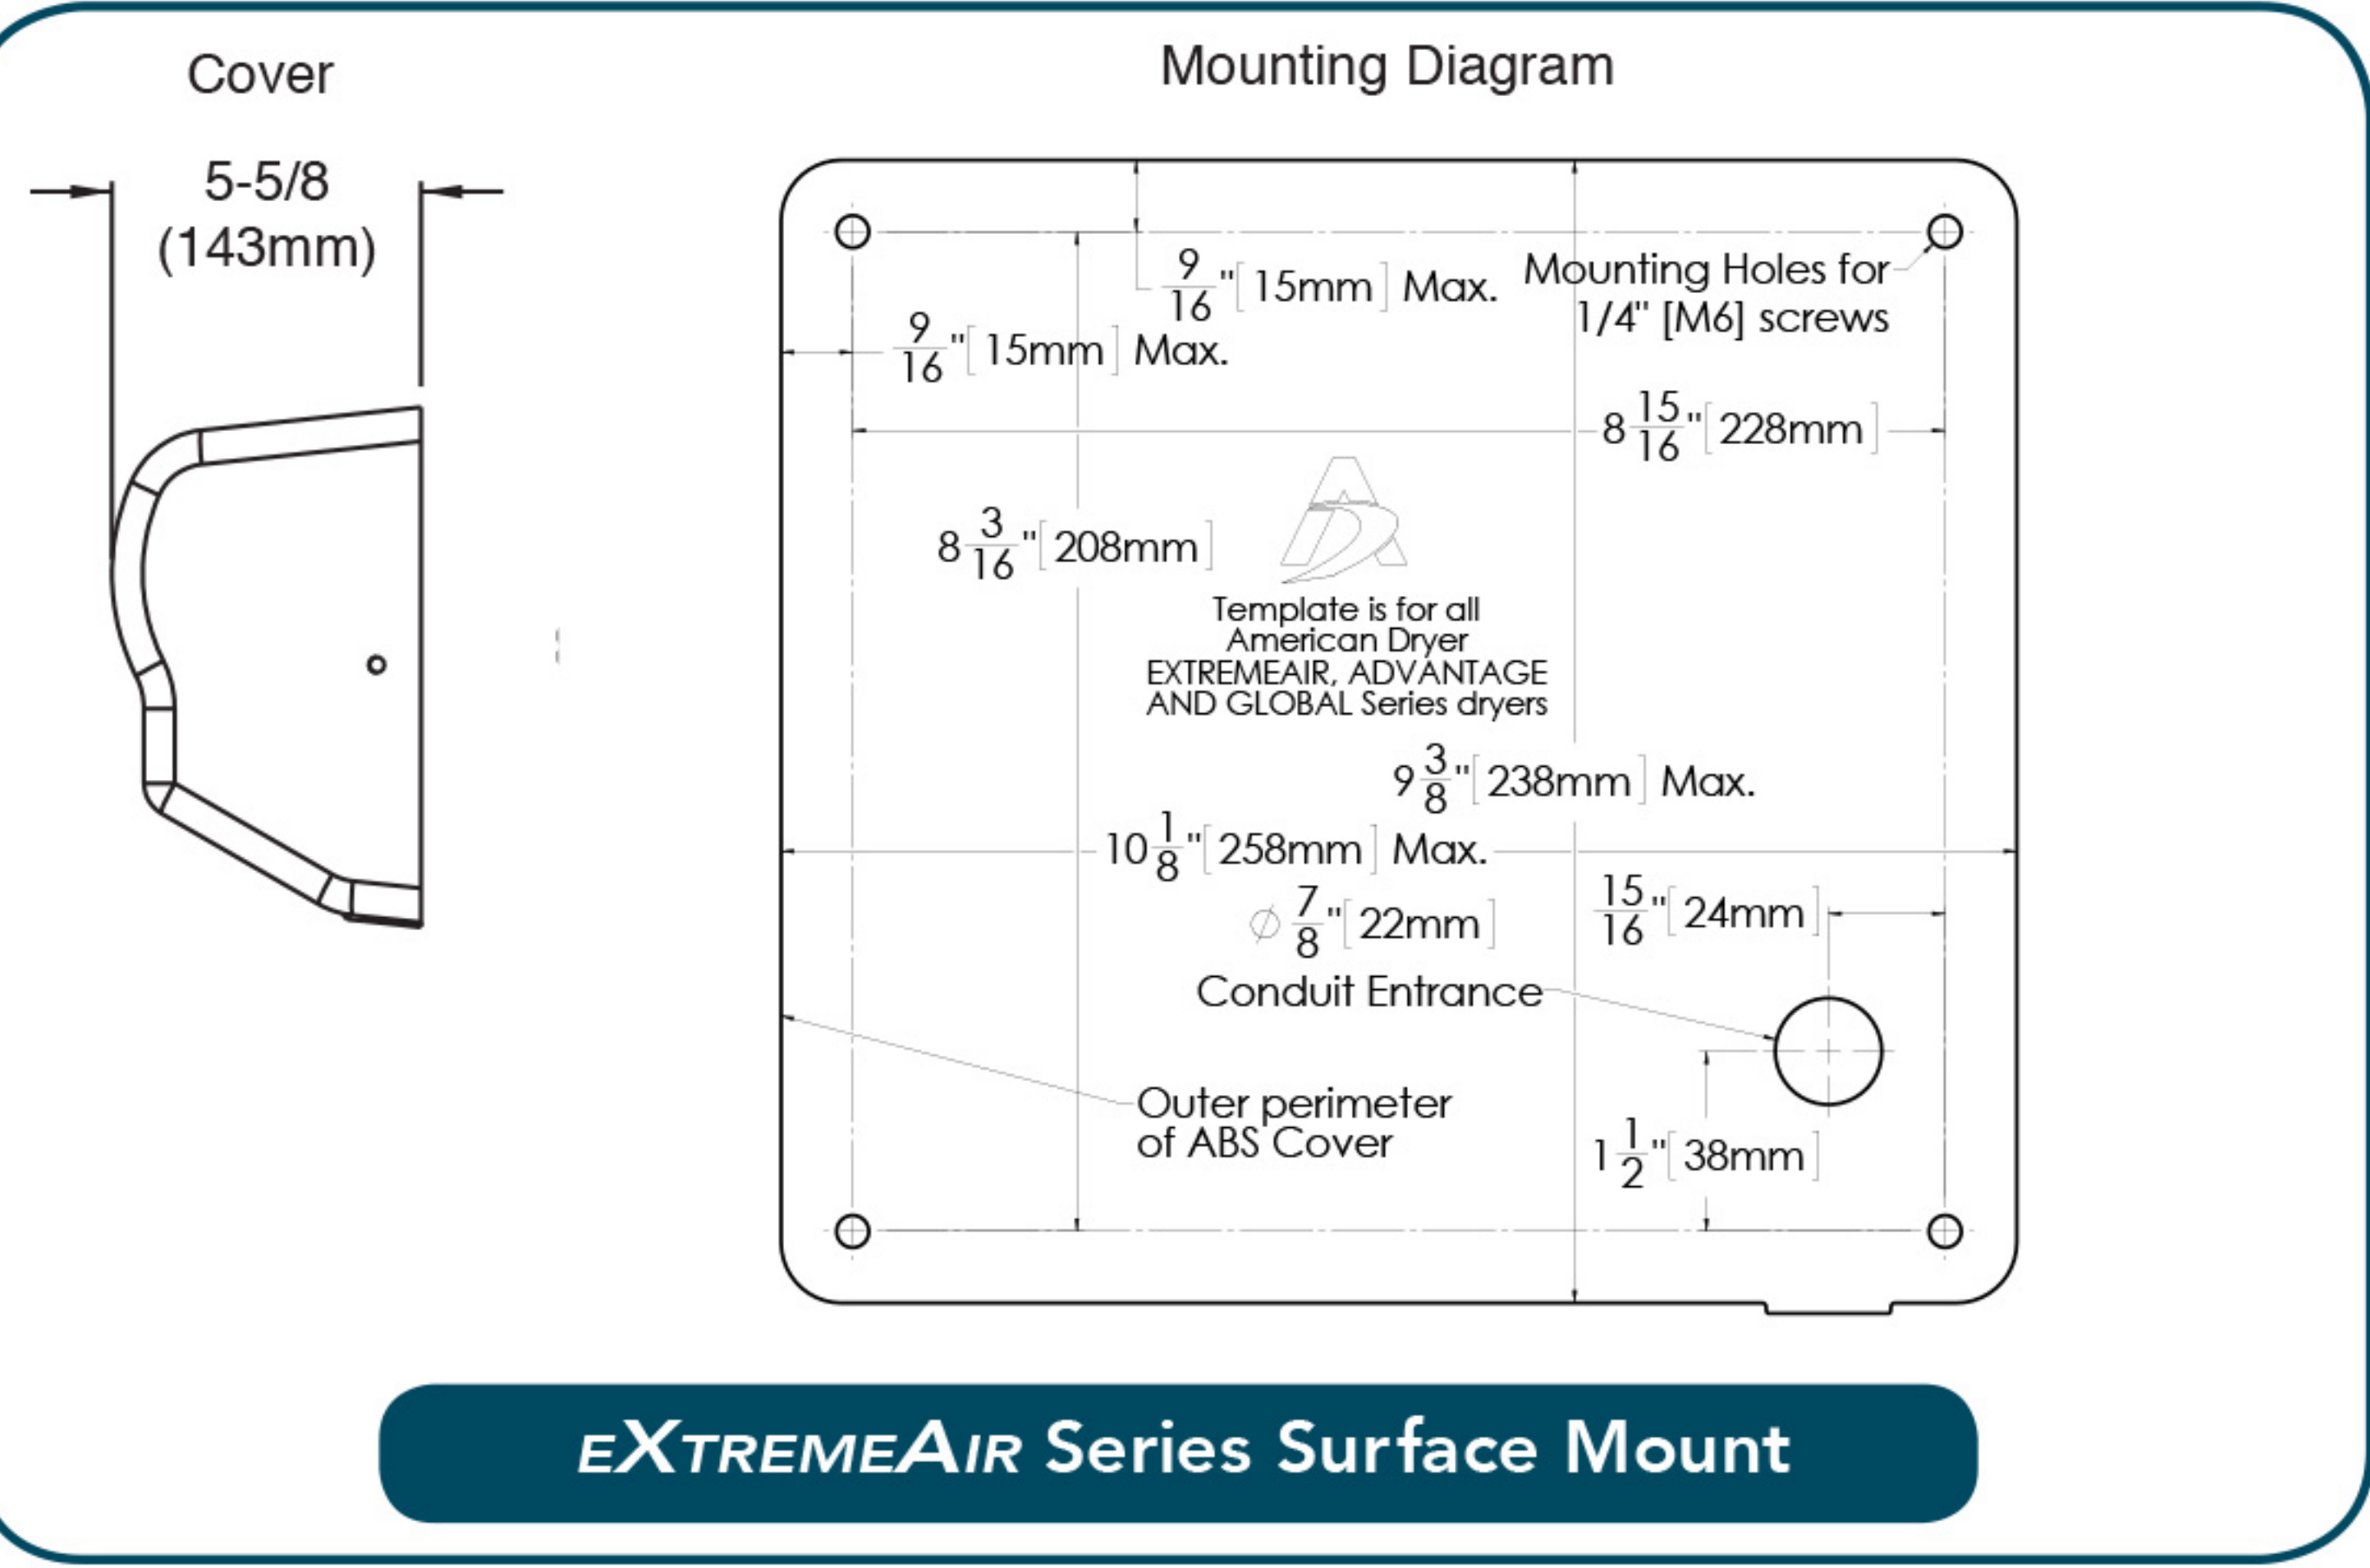 Cover
Mounting Diagram
5-5/8
(143mm)
9/16"[15mm] Max.
Mounting Holes for
1/4" [M6] screws
9/16"[15mm] Max.
8 15/16"[228mm]
8 3/16"[208mm]
Template is for all
American Dryer
EXTREMEAIR, ADVANTAGE
AND GLOBAL Series dryers
9 3/8"[238mm] Max.
10 1/8"[258mm] Max.
15/16"[24mm]
∅ 7/8"[22mm]
Conduit Entrance
Outer perimeter
of ABS Cover
1 1/2"[38mm]
EXTREMEAIR Series Surface Mount